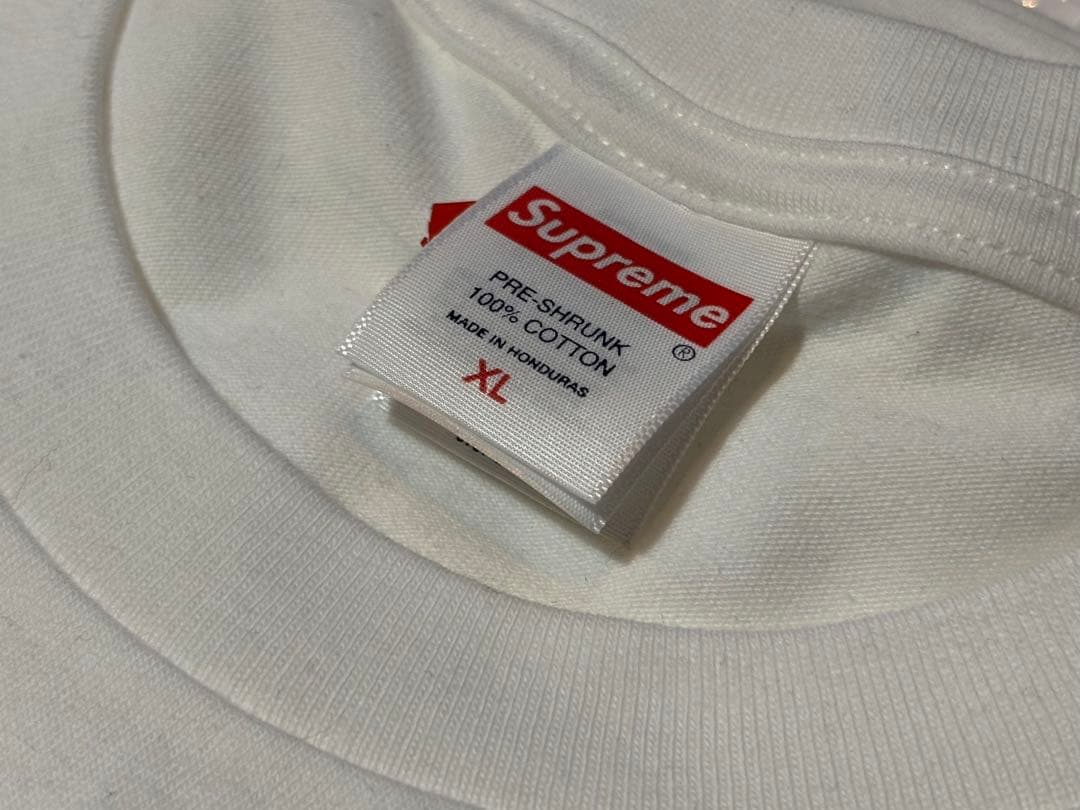 Supreme
®
PRE-SHRUNK
100% COTTON
MADE IN HONDURAS
XL